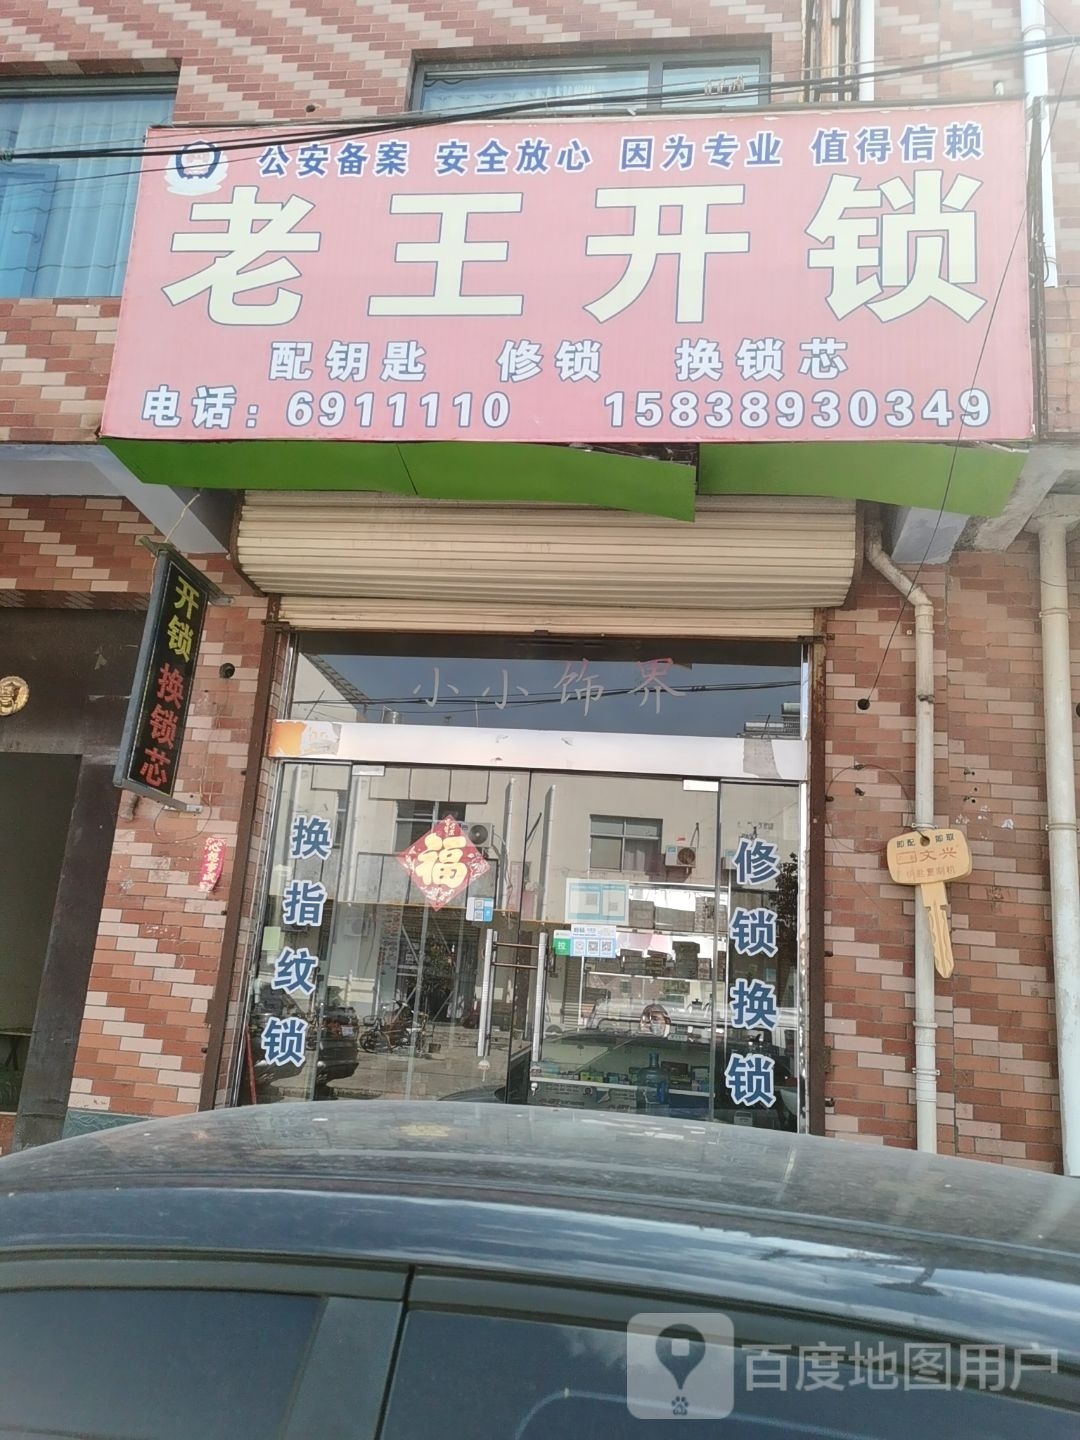 公安备案 安全放心 因为专业 值得信赖
老王开锁
配钥匙 修锁 换锁芯
电话: 6911110 15838930349
开锁 换锁芯
小小饰界
福
换指纹锁
修锁换锁
拉
即配 即取
文兴
百度地图用户